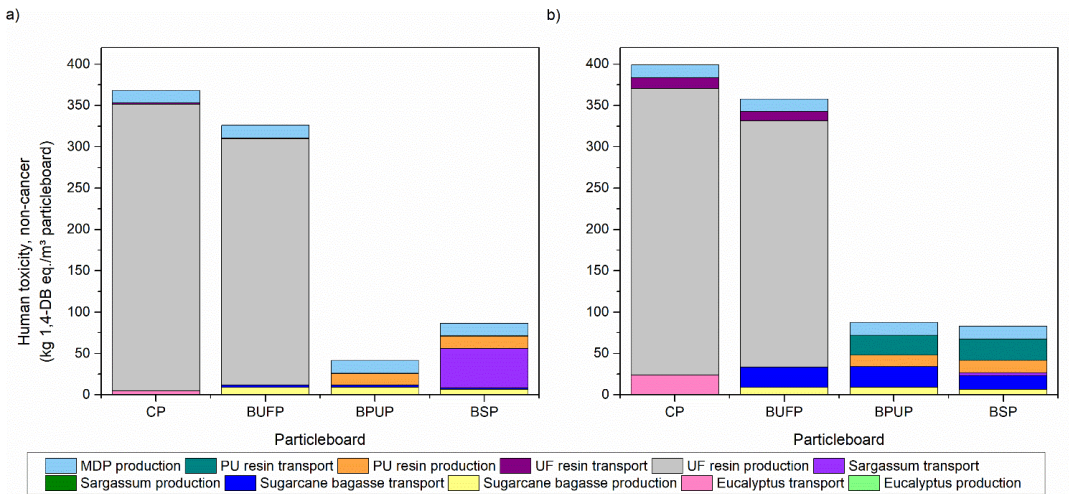 a)
b)
Human toxicity, non-cancer
(kg 1,4-DB eq./m³ particleboard)
400
350
300
250
200
150
100
50
0
CP BUFP BPUP BSP
Particleboard
400
350
300
250
200
150
100
50
0
CP BUFP BPUP BSP
Particleboard
MDP production PU resin transport PU resin production UF resin transport UF resin production Sargassum transport
Sargassum production Sugarcane bagasse transport Sugarcane bagasse production Eucalyptus transport Eucalyptus production